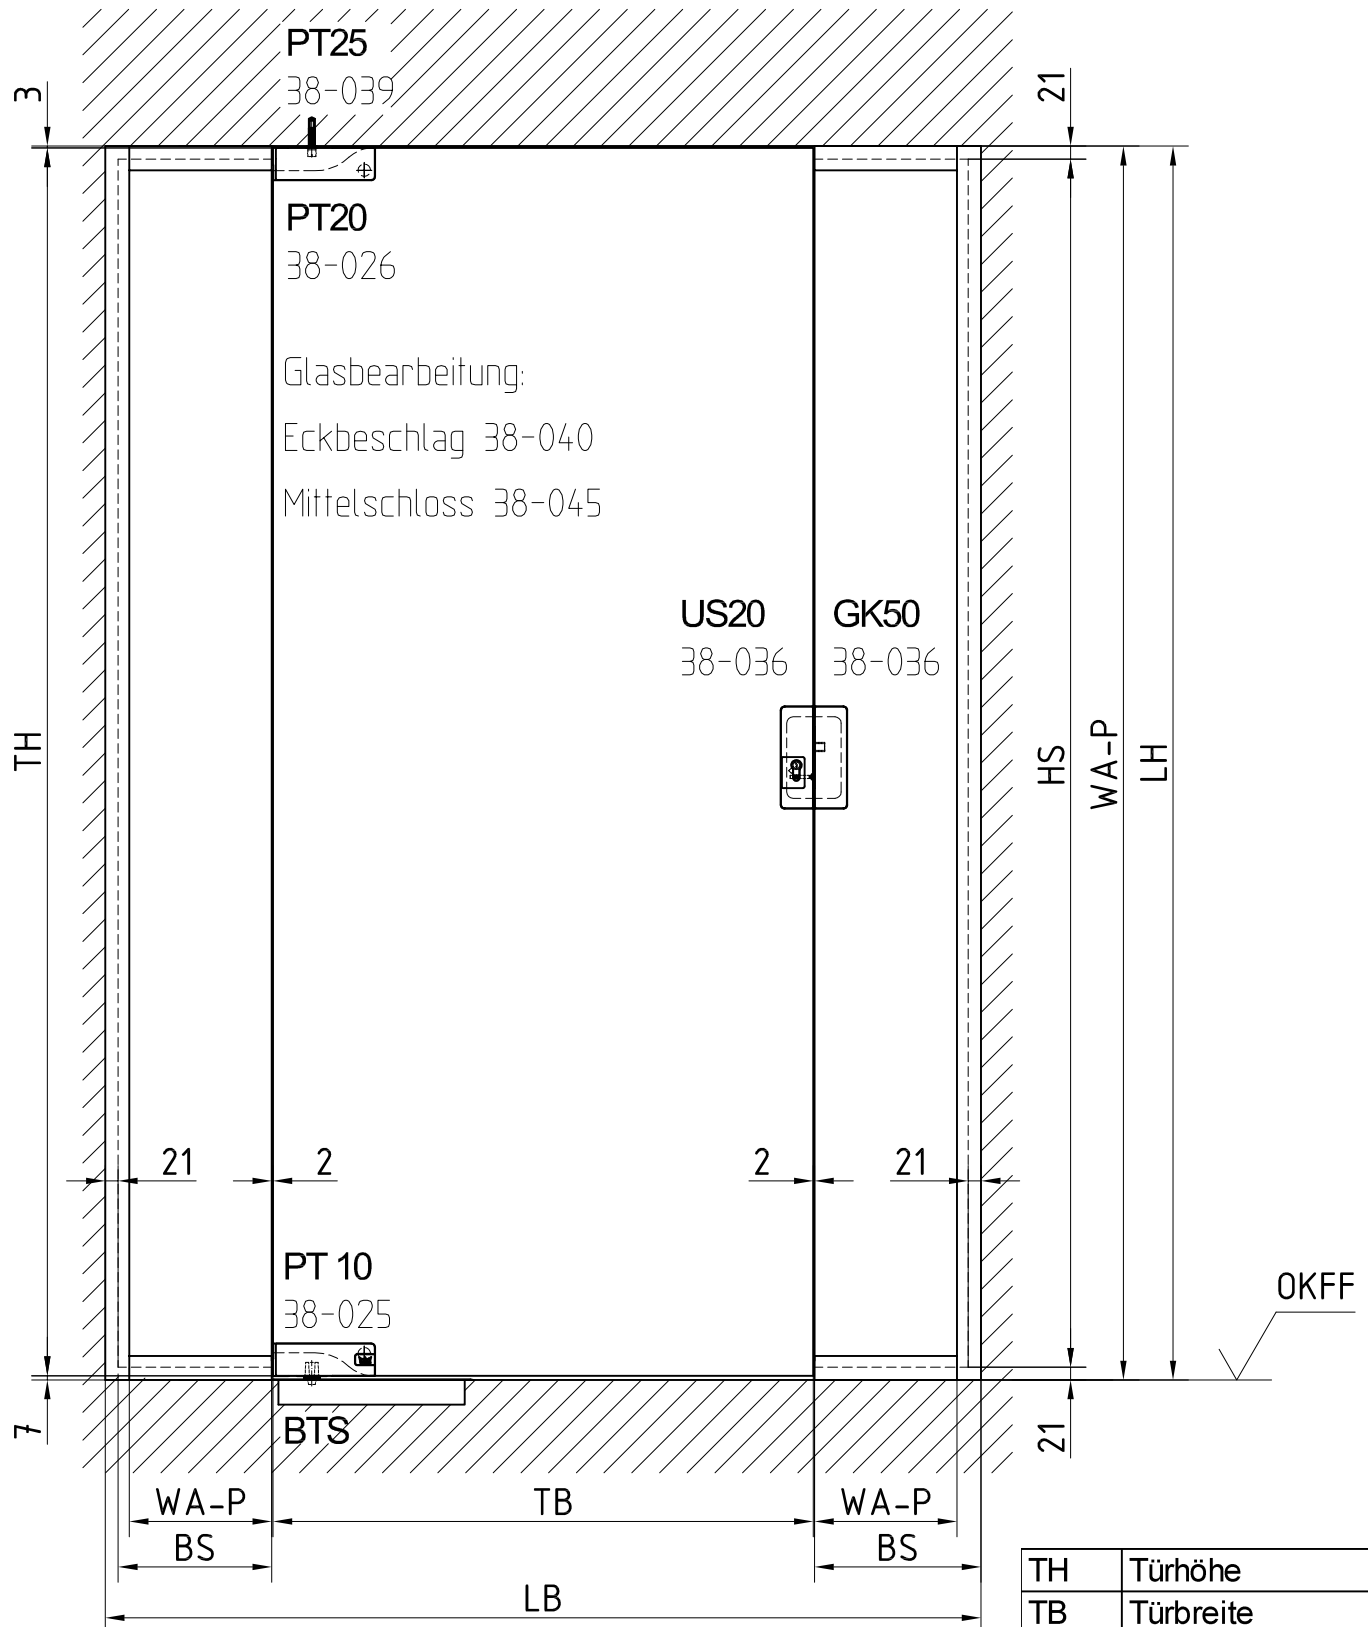 PT25
38-039
3
21
PT20
38-026
Glasbearbeitung:
Eckbeschlag 38-040
Mittelschloss 38-045
US20
38-036
GK50
38-036
TH
HS
WA-P
LH
21
2
2
21
PT 10
38-025
OKFF
BTS
7
21
WA-P
TB
WA-P
BS
BS
LB
TH Türhöhe
TB Türbreite